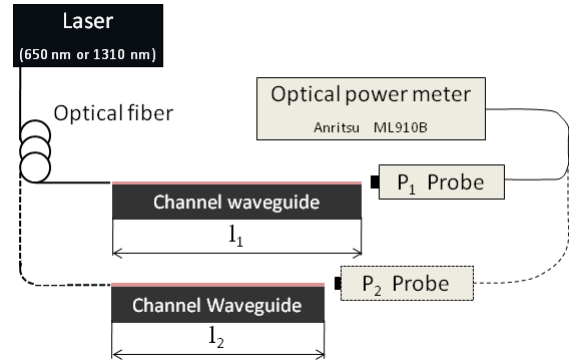 Laser
(650 nm or 1310 nm)
Optical fiber
Optical power meter
Anritsu ML910B
P₁ Probe
Channel waveguide
l₁
P₂ Probe
Channel Waveguide
l₂